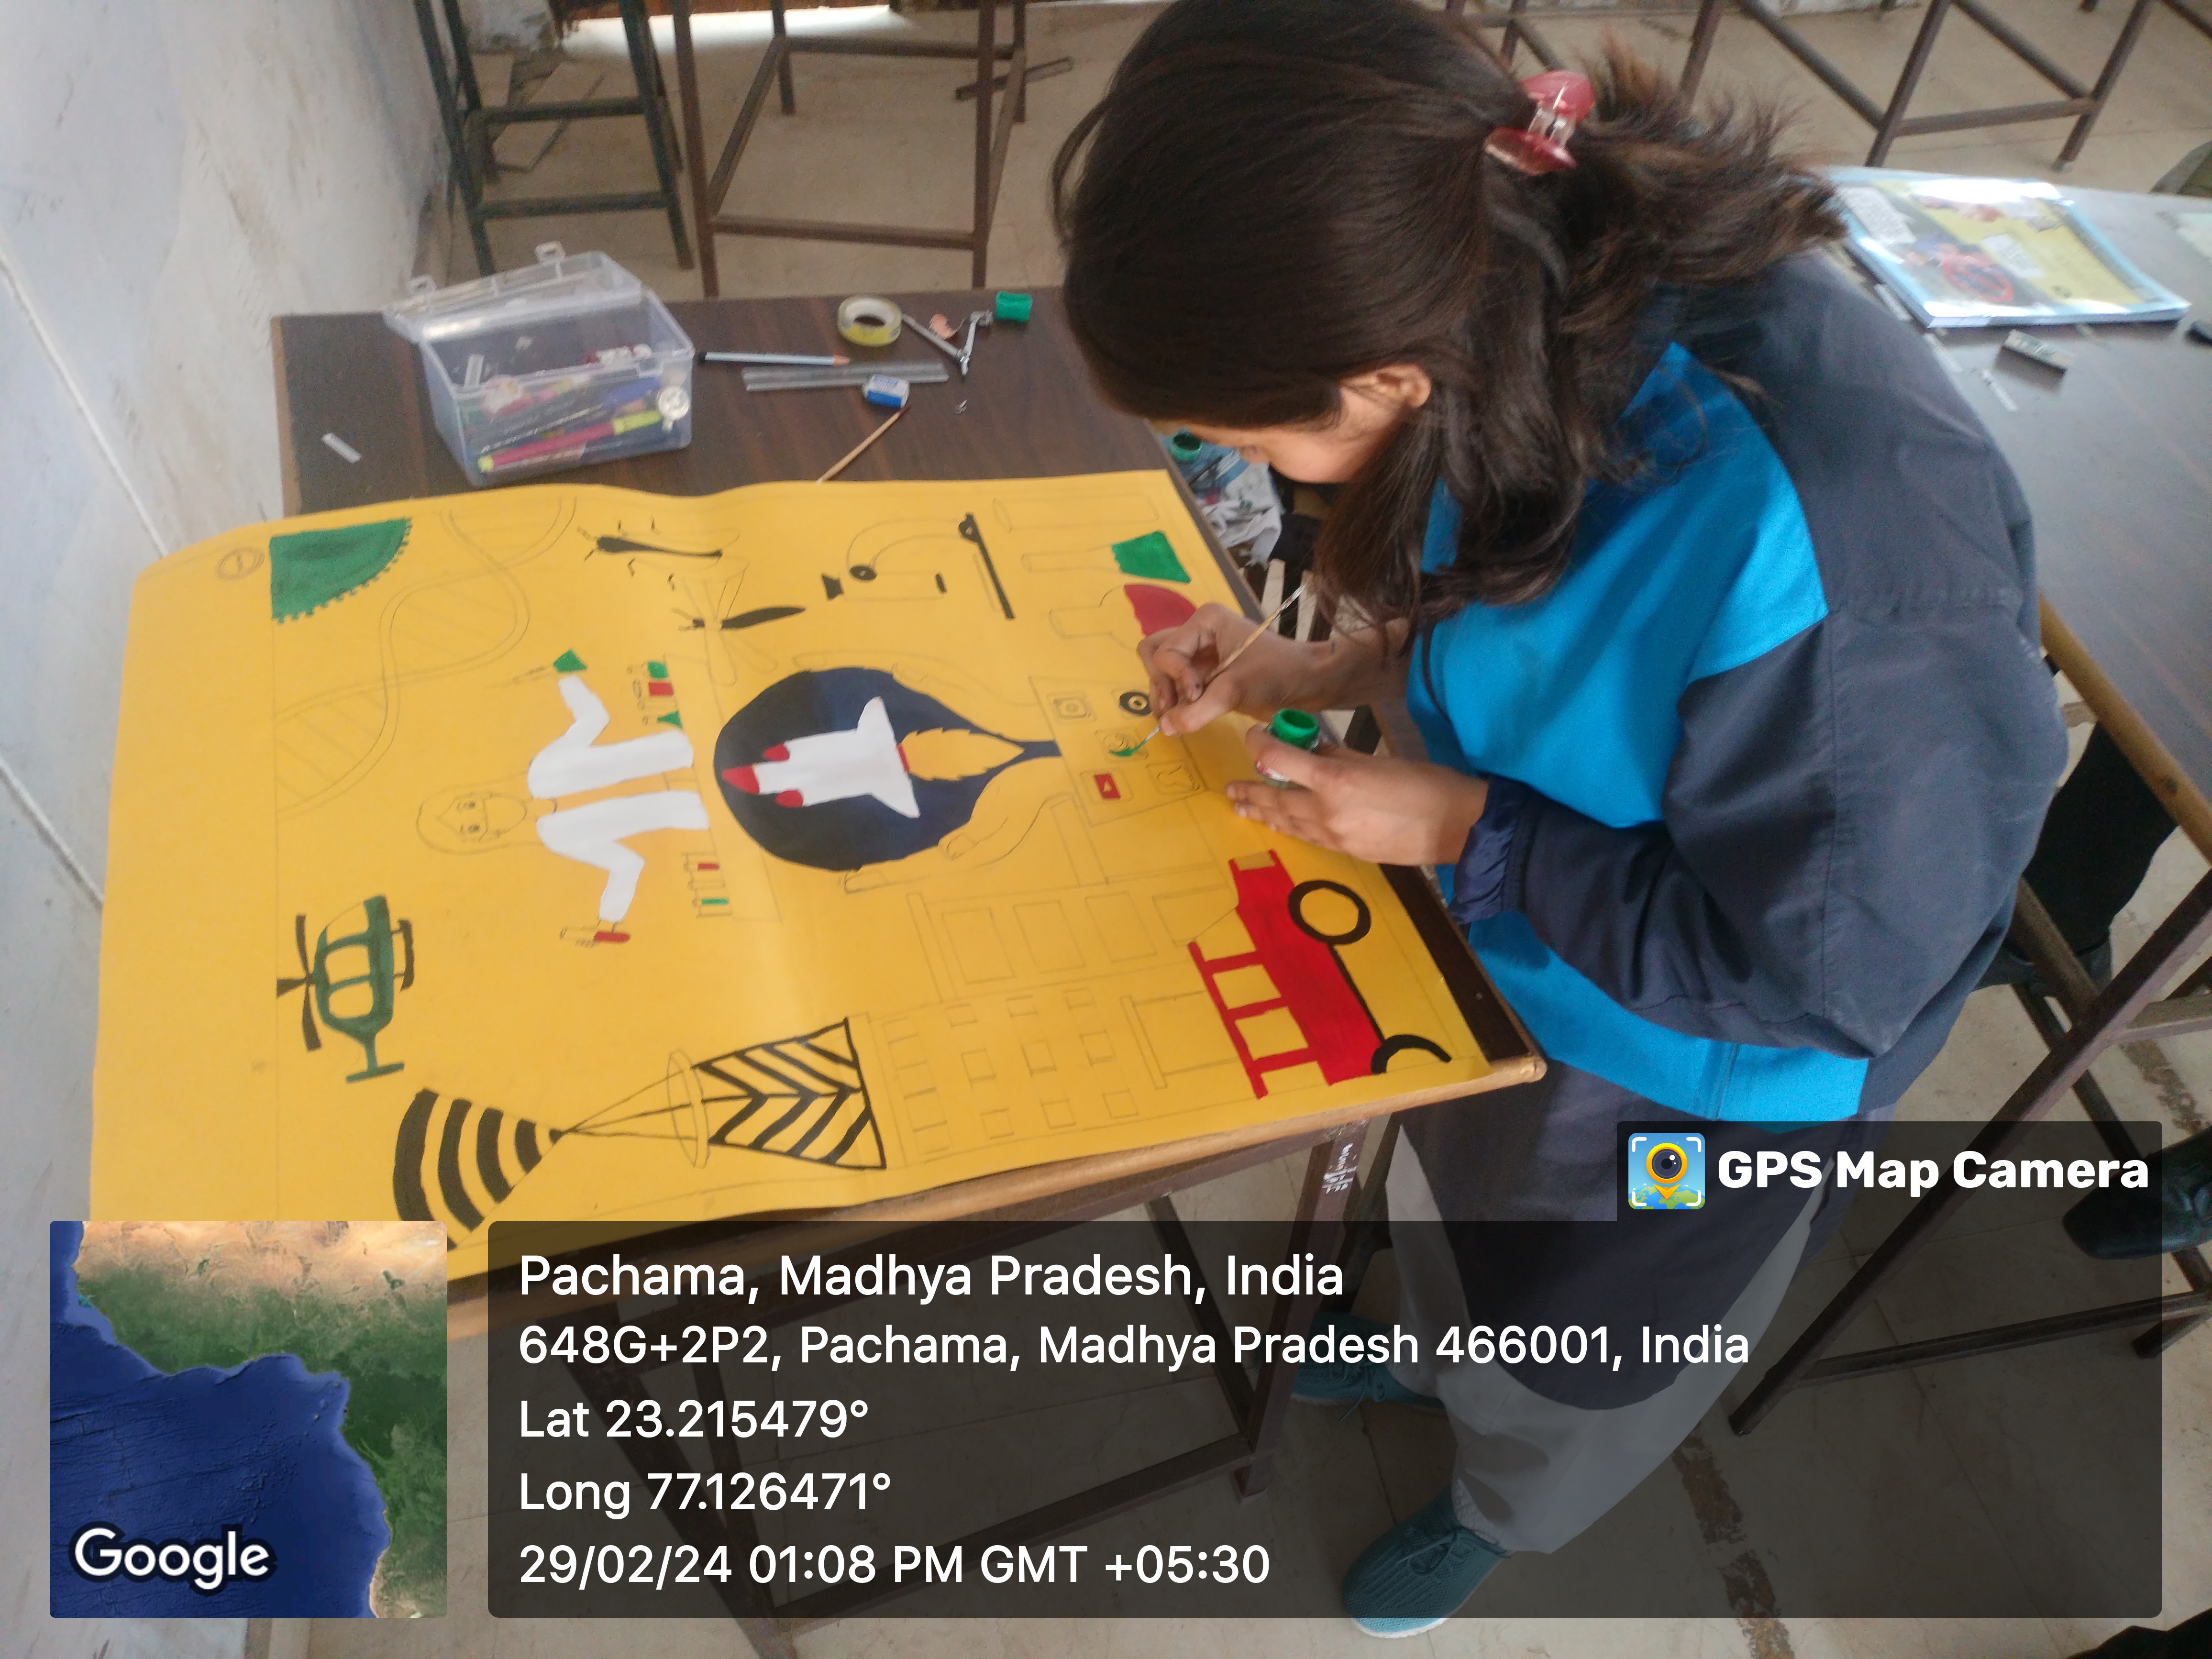 GPS Map Camera
Pachama, Madhya Pradesh, India
648G+2P2, Pachama, Madhya Pradesh 466001, India
Lat 23.215479°
Long 77.126471°
29/02/24 01:08 PM GMT +05:30
Google